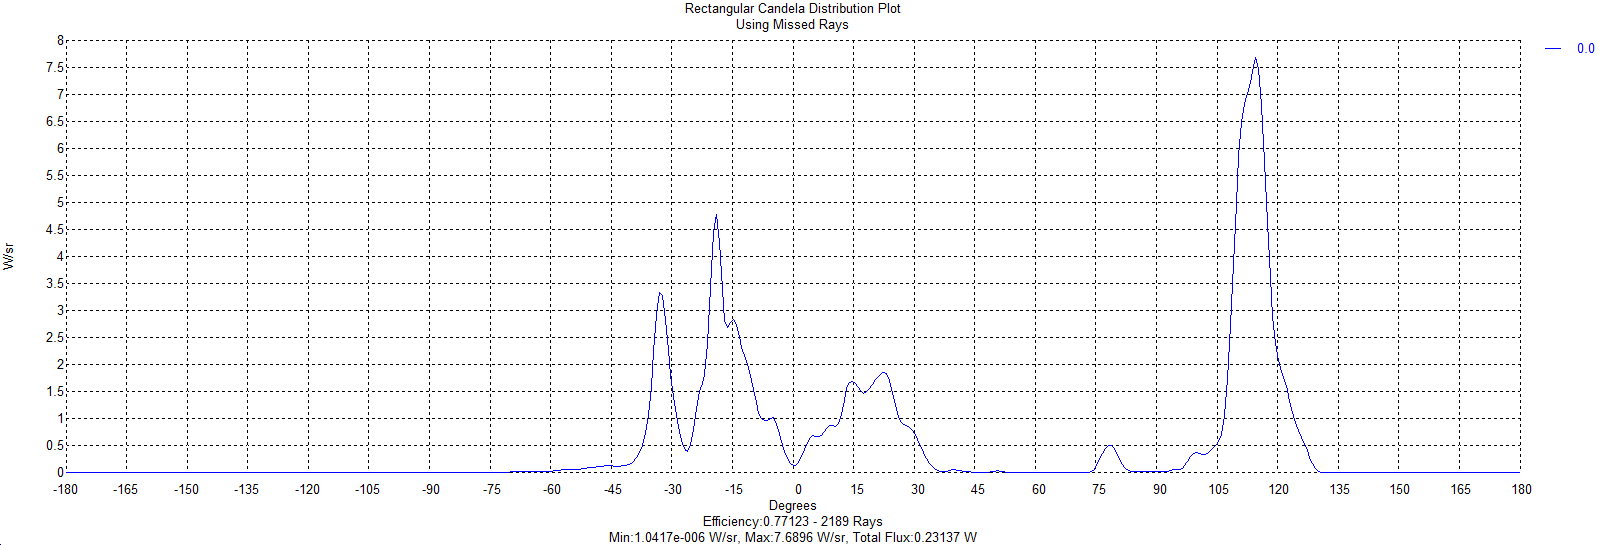 Rectangular Candela Distribution Plot
Using Missed Rays
0.0
8
7.5
7
6.5
6
5.5
5
4.5
4
3.5
3
2.5
2
1.5
1
0.5
0
W/sr
-180 -165 -150 -135 -120 -105 -90 -75 -60 -45 -30 -15 0 15 30 45 60 75 90 105 120 135 150 165 180
Degrees
Efficiency:0.77123 - 2189 Rays
Min:1.0417e-006 W/sr, Max:7.6896 W/sr, Total Flux:0.23137 W